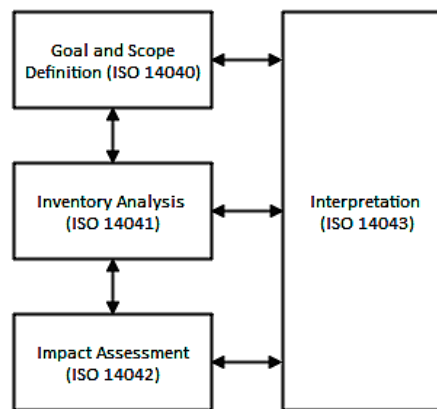 Goal and Scope
Definition (ISO 14040)
Inventory Analysis
(ISO 14041)
Interpretation
(ISO 14043)
Impact Assessment
(ISO 14042)